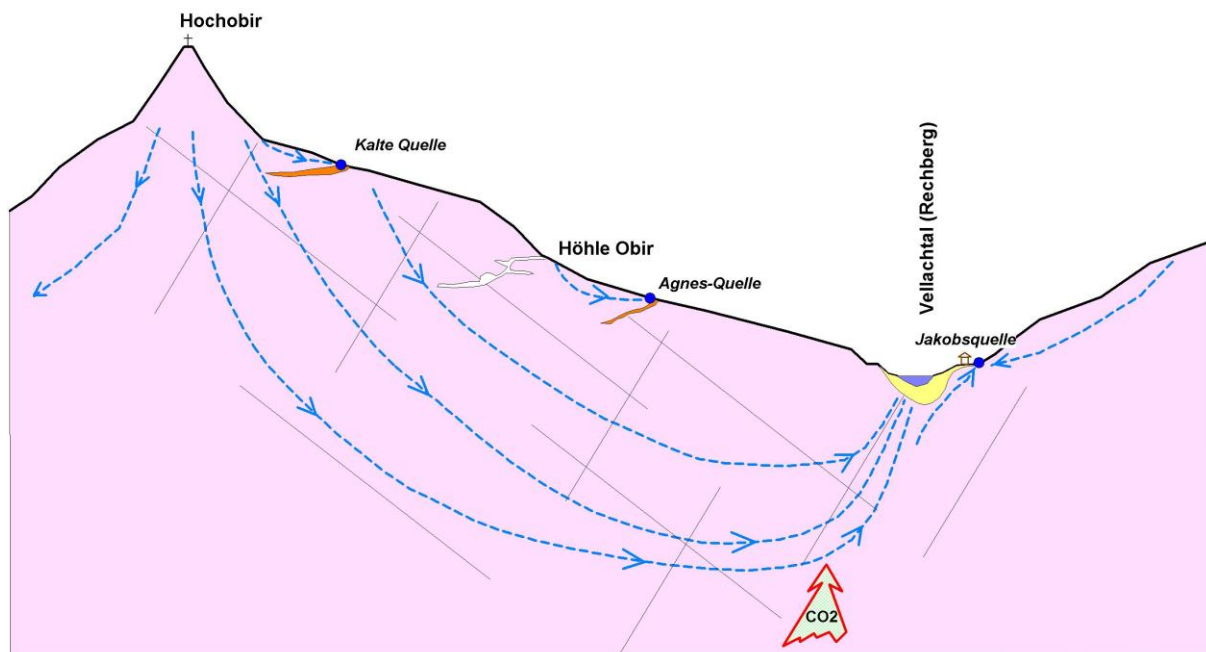 Hochobir
Kalte Quelle
Höhle Obir
Agnes-Quelle
Vellachtal (Rechberg)
Jakobsquelle
CO2